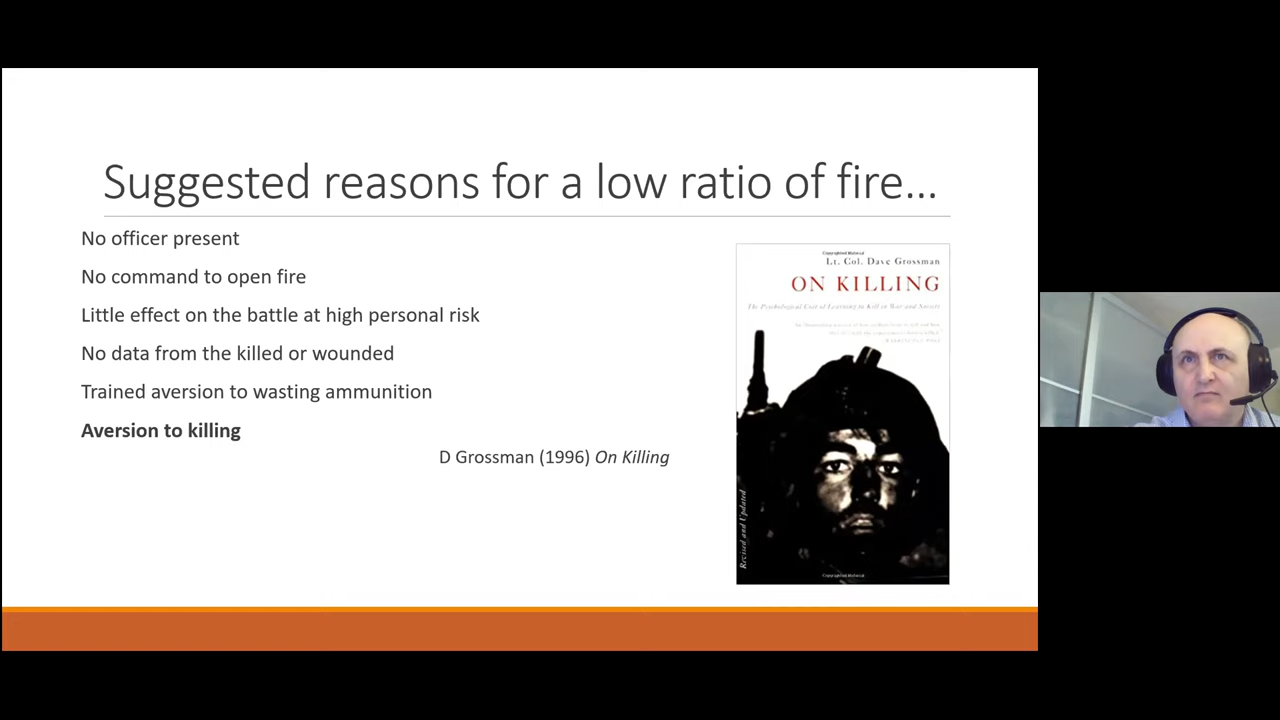 Suggested reasons for a low ratio of fire...
No officer present
No command to open fire
Little effect on the battle at high personal risk
No data from the killed or wounded
Trained aversion to wasting ammunition
Aversion to killing
D Grossman (1996) On Killing
Copyrighted Material
Lt. Col. Dave Grossman
ON KILLING
The Psychological Cost of Learning to Kill in War and Society
Revised and Updated
Copyrighted Material